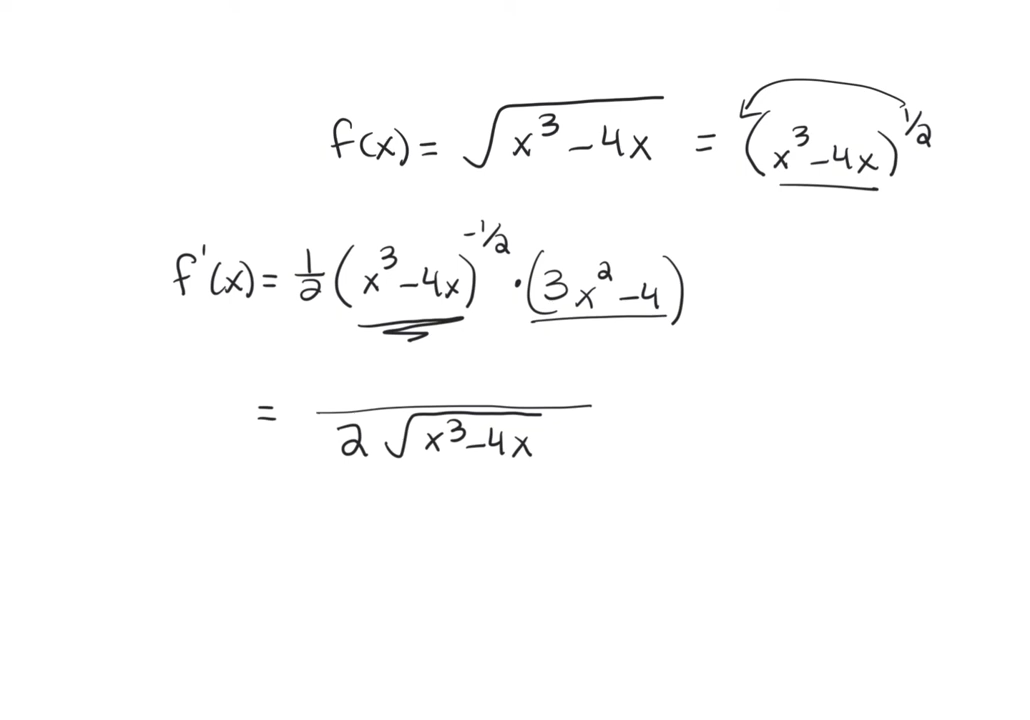 f(x) = √(x³ – 4x) = (x³ – 4x)^1/2
f'(x) = 1/2 (x³ – 4x)^-1/2 · (3x² – 4)
= ―――― / 2√(x³ – 4x)